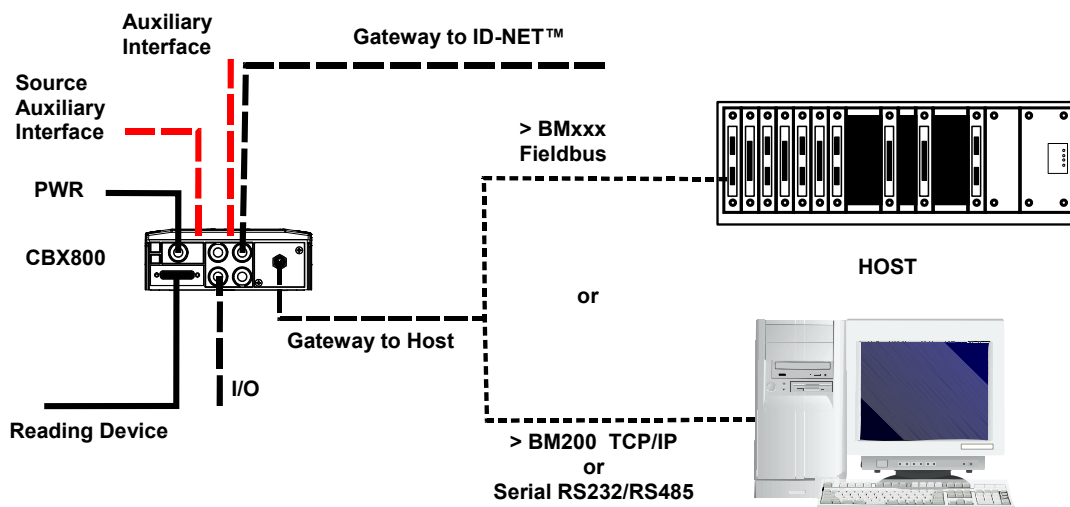 Auxiliary
Interface
Gateway to ID-NET™
Source
Auxiliary
Interface
> BMxxx
Fieldbus
PWR
CBX800
HOST
or
Gateway to Host
I/O
Reading Device
> BM200 TCP/IP
or
Serial RS232/RS485